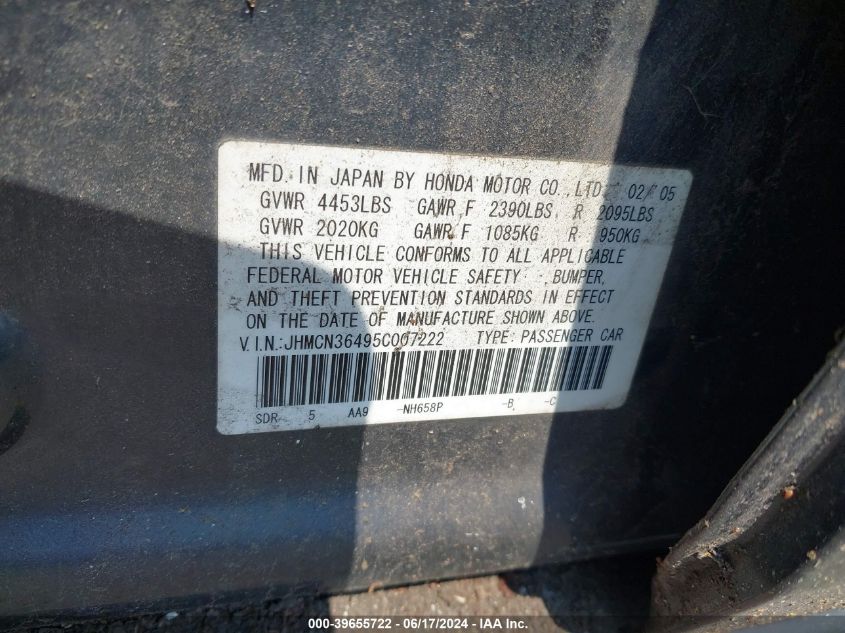 MFD. IN JAPAN BY HONDA MOTOR CO., LTD. 02/05
GVWR 4453LBS GAWR F 2390LBS R 2095LBS
GVWR 2020KG GAWR F 1085KG R 950KG
THIS VEHICLE CONFORMS TO ALL APPLICABLE
FEDERAL MOTOR VEHICLE SAFETY, BUMPER,
AND THEFT PREVENTION STANDARDS IN EFFECT
ON THE DATE OF MANUFACTURE SHOWN ABOVE.
V.I.N.:JHMCN36495C007222 TYPE: PASSENGER CAR
SDR 5 AA9 -NH658P -B -C
000-39655722 - 06/17/2024 - IAAI.com